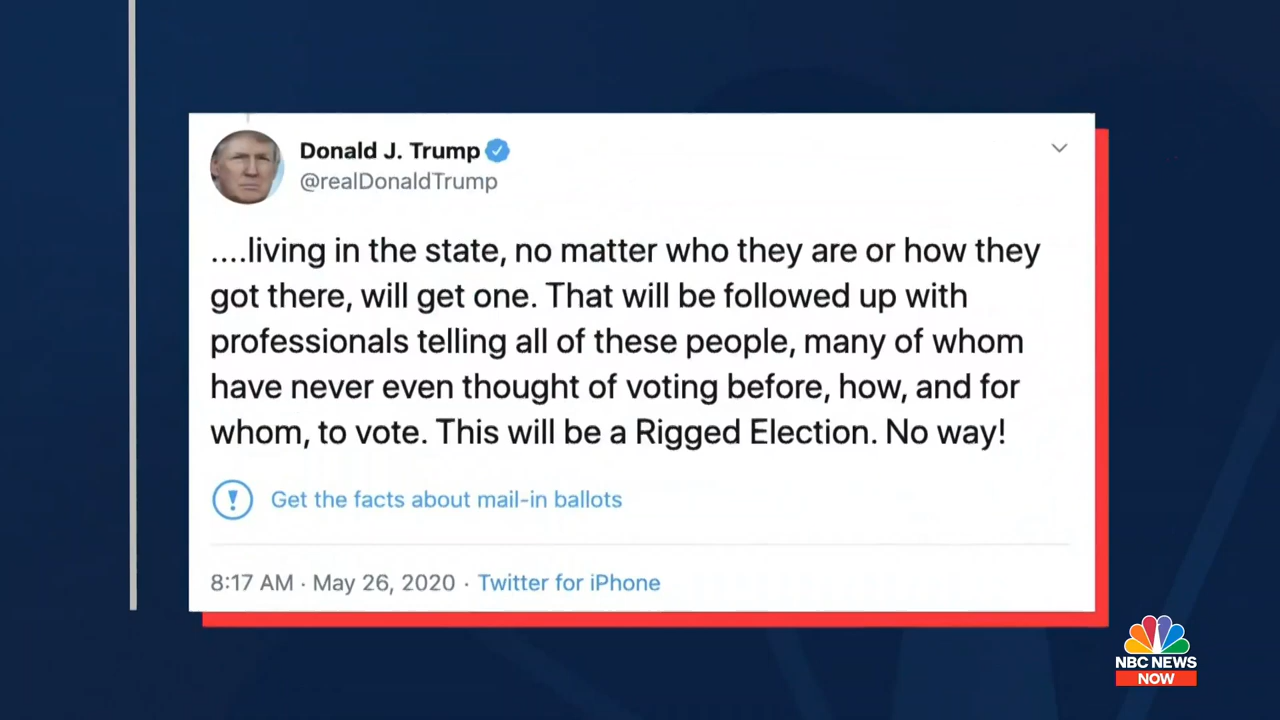 Donald J. Trump
@realDonaldTrump
....living in the state, no matter who they are or how they
got there, will get one. That will be followed up with
professionals telling all of these people, many of whom
have never even thought of voting before, how, and for
whom, to vote. This will be a Rigged Election. No way!
Get the facts about mail-in ballots
8:17 AM · May 26, 2020 · Twitter for iPhone
NBC NEWS
NOW